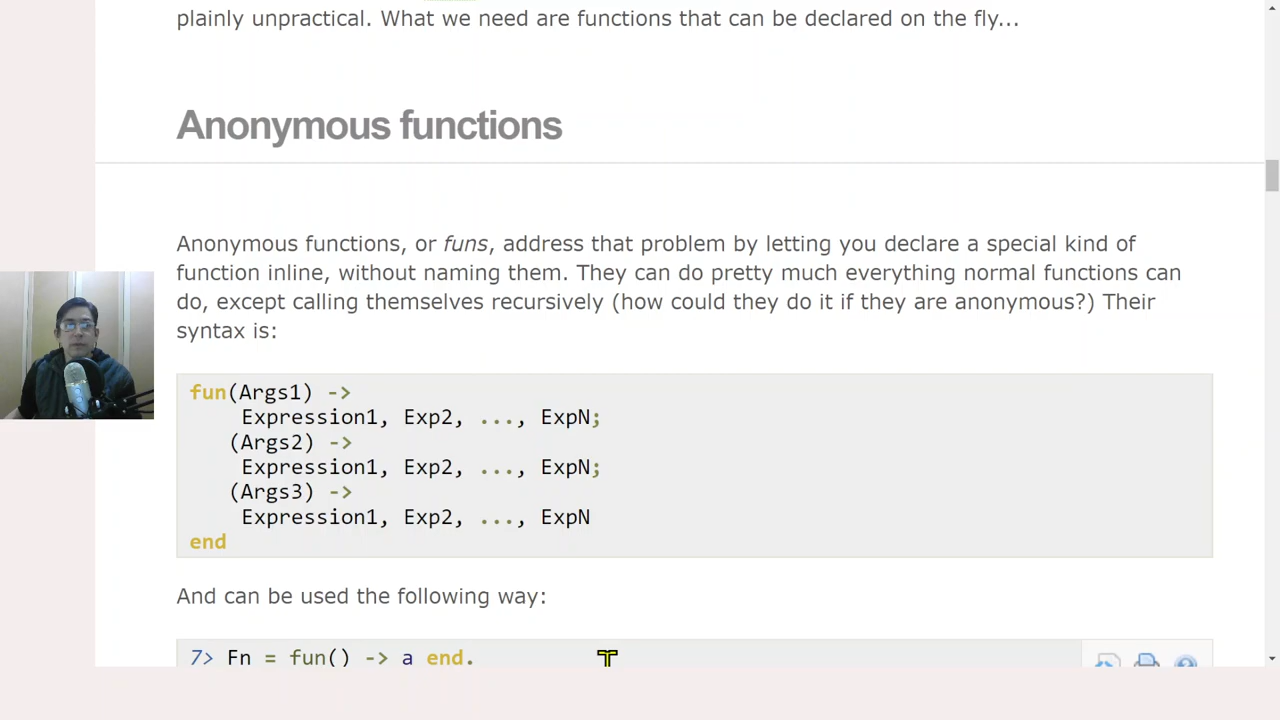 plainly unpractical. What we need are functions that can be declared on the fly...
Anonymous functions
Anonymous functions, or funs, address that problem by letting you declare a special kind of
function inline, without naming them. They can do pretty much everything normal functions can
do, except calling themselves recursively (how could they do it if they are anonymous?) Their
syntax is:
fun(Args1) ->
Expression1, Exp2, ..., ExpN;
(Args2) ->
Expression1, Exp2, ..., ExpN;
(Args3) ->
Expression1, Exp2, ..., ExpN
end
And can be used the following way:
7> Fn = fun() -> a end.